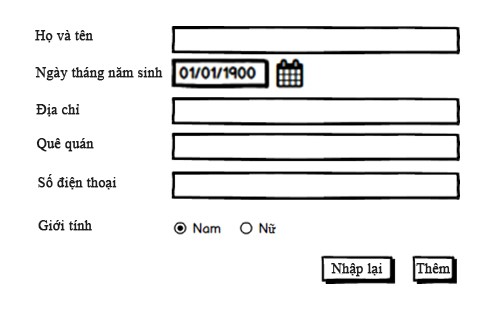 Họ và tên
Ngày tháng năm sinh 01/01/1900
Địa chỉ
Quê quán
Số điện thoại
Giới tính Nam Nữ
Nhập lại Thêm